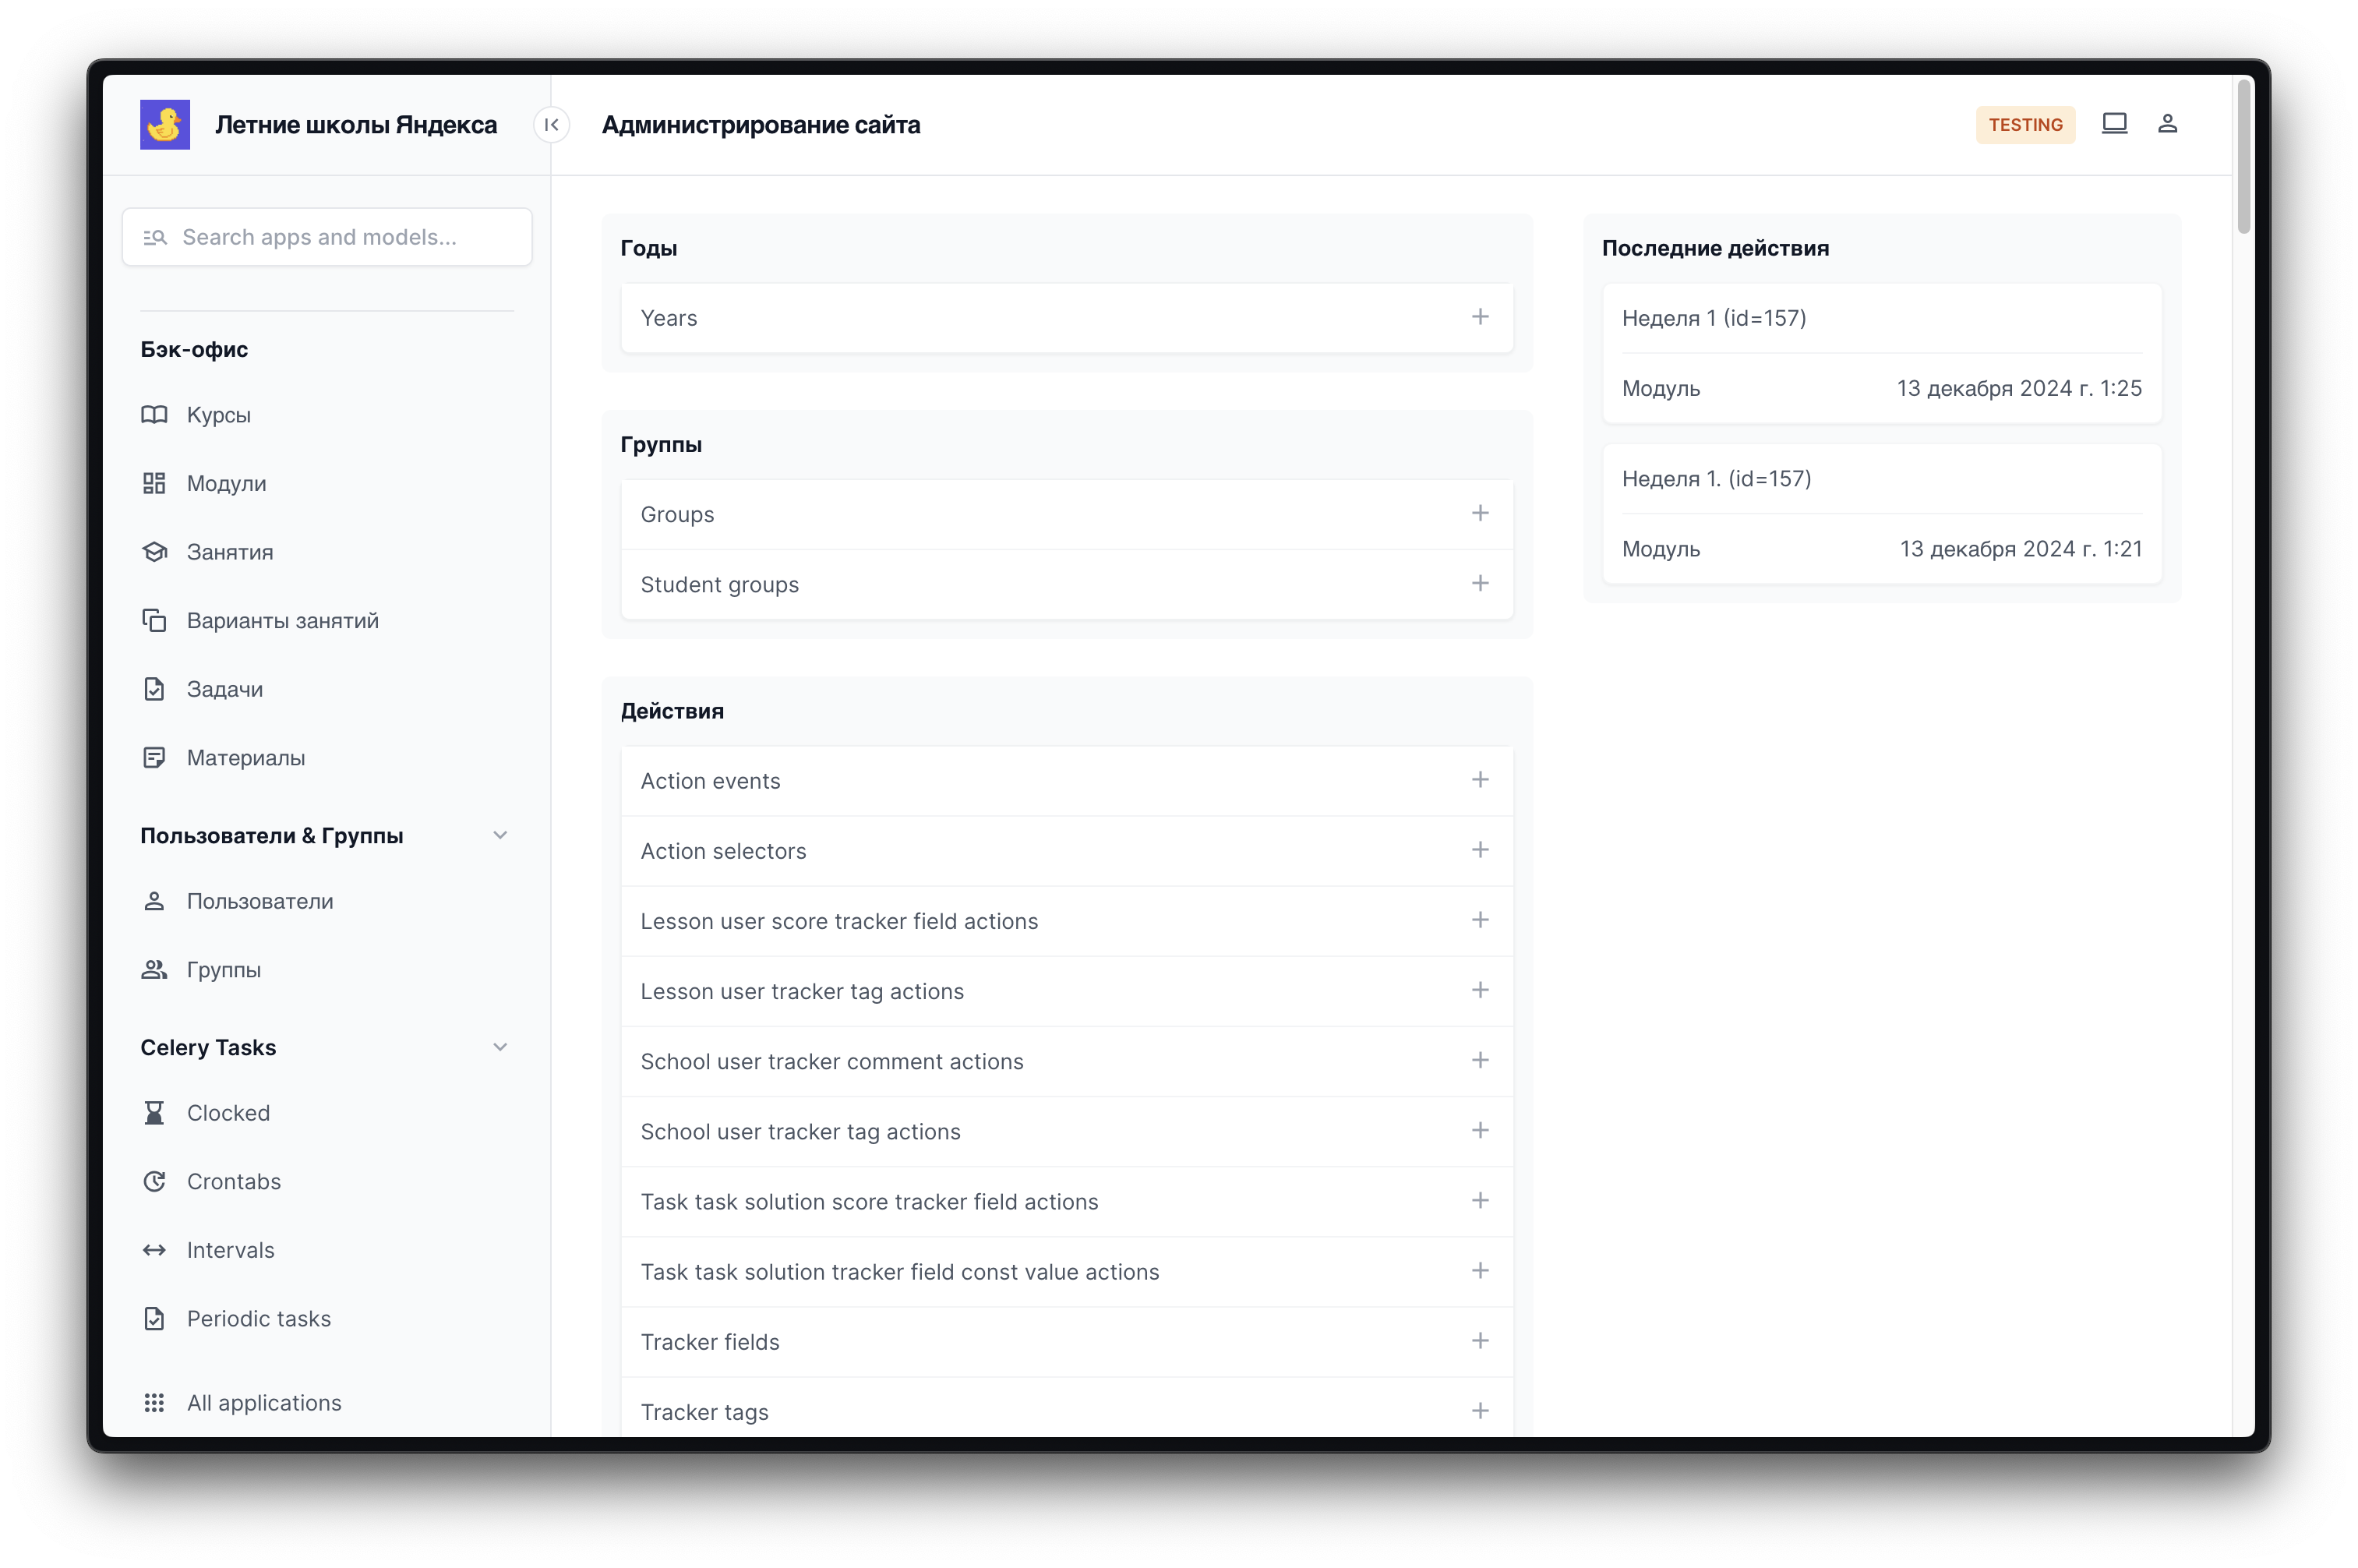 Летние школы Яндекса
Администрирование сайта
TESTING
Search apps and models...
Бэк-офис
Курсы
Модули
Занятия
Варианты занятий
Задачи
Материалы
Пользователи & Группы
Пользователи
Группы
Celery Tasks
Clocked
Crontabs
Intervals
Periodic tasks
All applications
Годы
Years
Группы
Groups
Student groups
Действия
Action events
Action selectors
Lesson user score tracker field actions
Lesson user tracker tag actions
School user tracker comment actions
School user tracker tag actions
Task task solution score tracker field actions
Task task solution tracker field const value actions
Tracker fields
Tracker tags
Последние действия
Неделя 1 (id=157)
Модуль 13 декабря 2024 г. 1:25
Неделя 1. (id=157)
Модуль 13 декабря 2024 г. 1:21